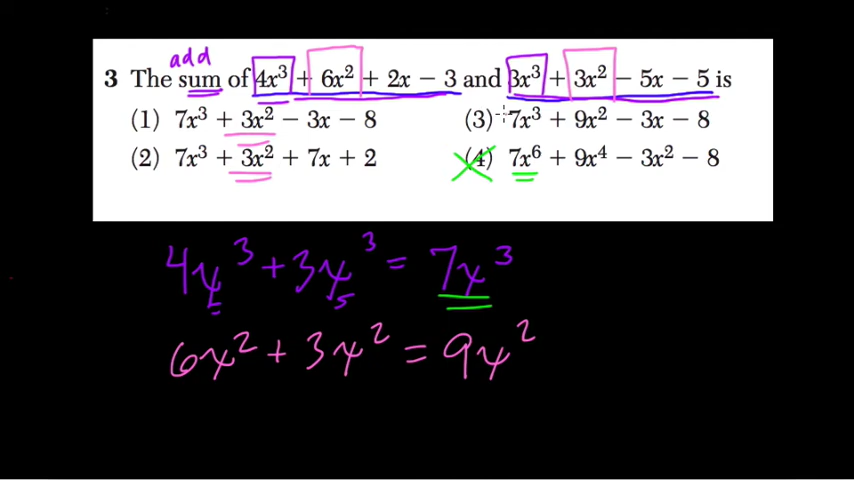 add
3 The sum of 4x³ + 6x² + 2x − 3 and 3x³ + 3x² − 5x − 5 is
(1) 7x³ + 3x² − 3x − 8 (3) 7x³ + 9x² − 3x − 8
(2) 7x³ + 3x² + 7x + 2 (4) 7x⁶ + 9x⁴ − 3x² − 8
4x³ + 3x³ = 7x³
6x² + 3x² = 9x²